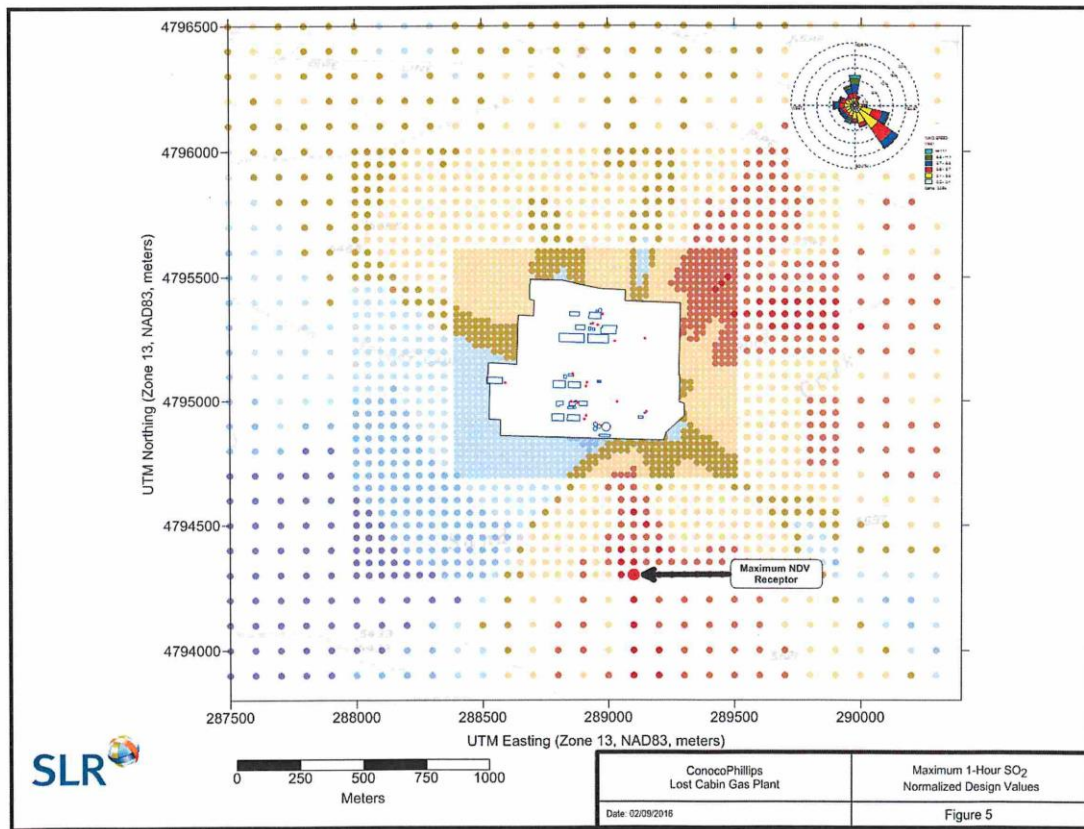 4796500
4796000
4795500
4795000
4794500
4794000
UTM Northing (Zone 13, NAD83, meters)
287500
288000
288500
289000
289500
290000
UTM Easting (Zone 13, NAD83, meters)
Maximum NDV
Receptor
SLR
0
250
500
750
1000
Meters
ConocoPhillips
Lost Cabin Gas Plant
Date: 02/09/2016
Maximum 1-Hour SO2
Normalized Design Values
Figure 5